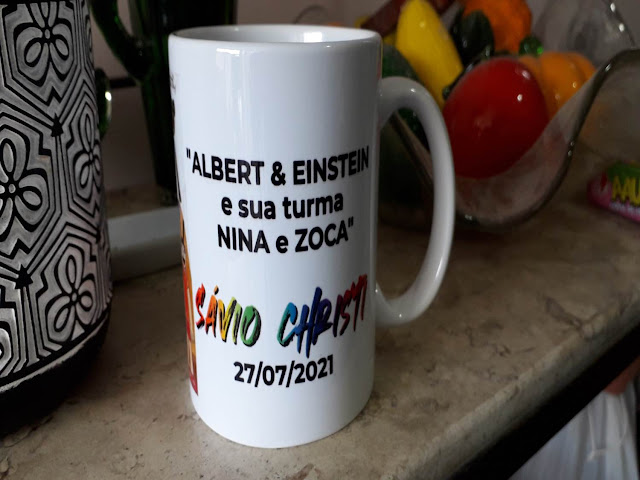 "ALBERT & EINSTEIN
e sua turma
NINA e ZOCA"
SÁVIO CHRISTI
27/07/2021